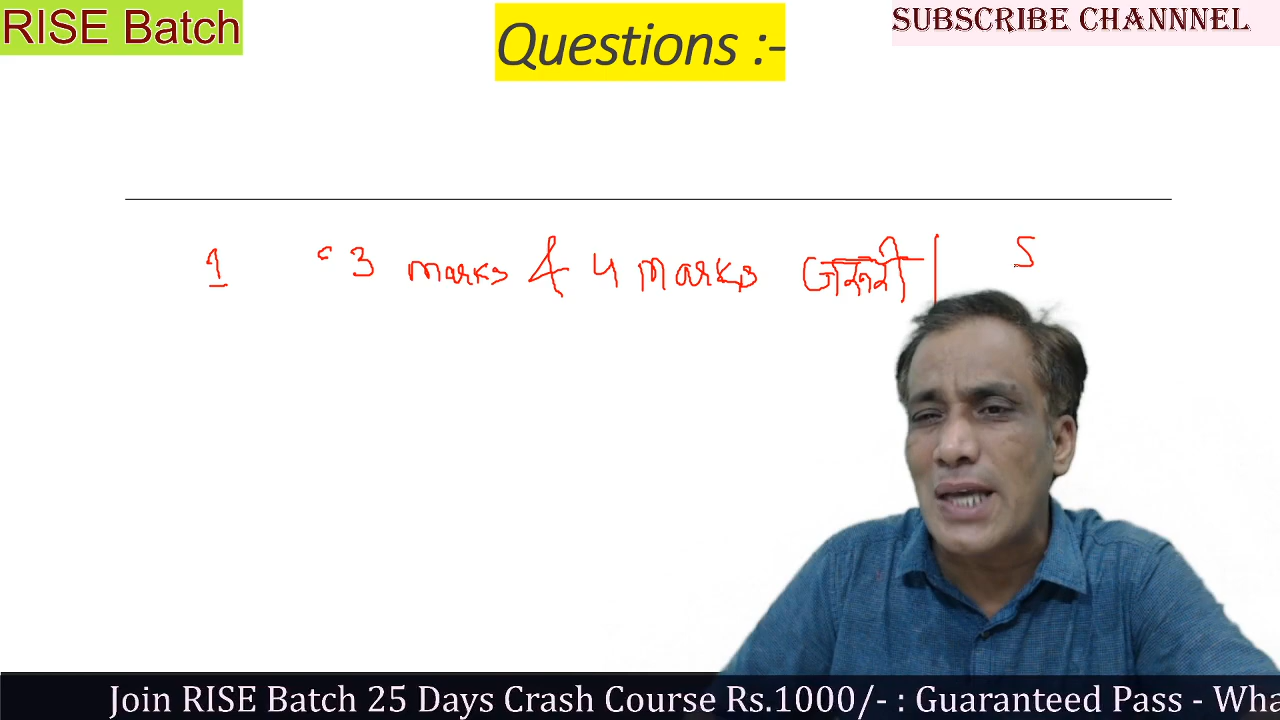 RISE Batch
Questions :-
SUBSCRIBE CHANNNEL
1 3 marks & 4 marks जरूरी | 5
Join RISE Batch 25 Days Crash Course Rs.1000/- : Guaranteed Pass - Wha